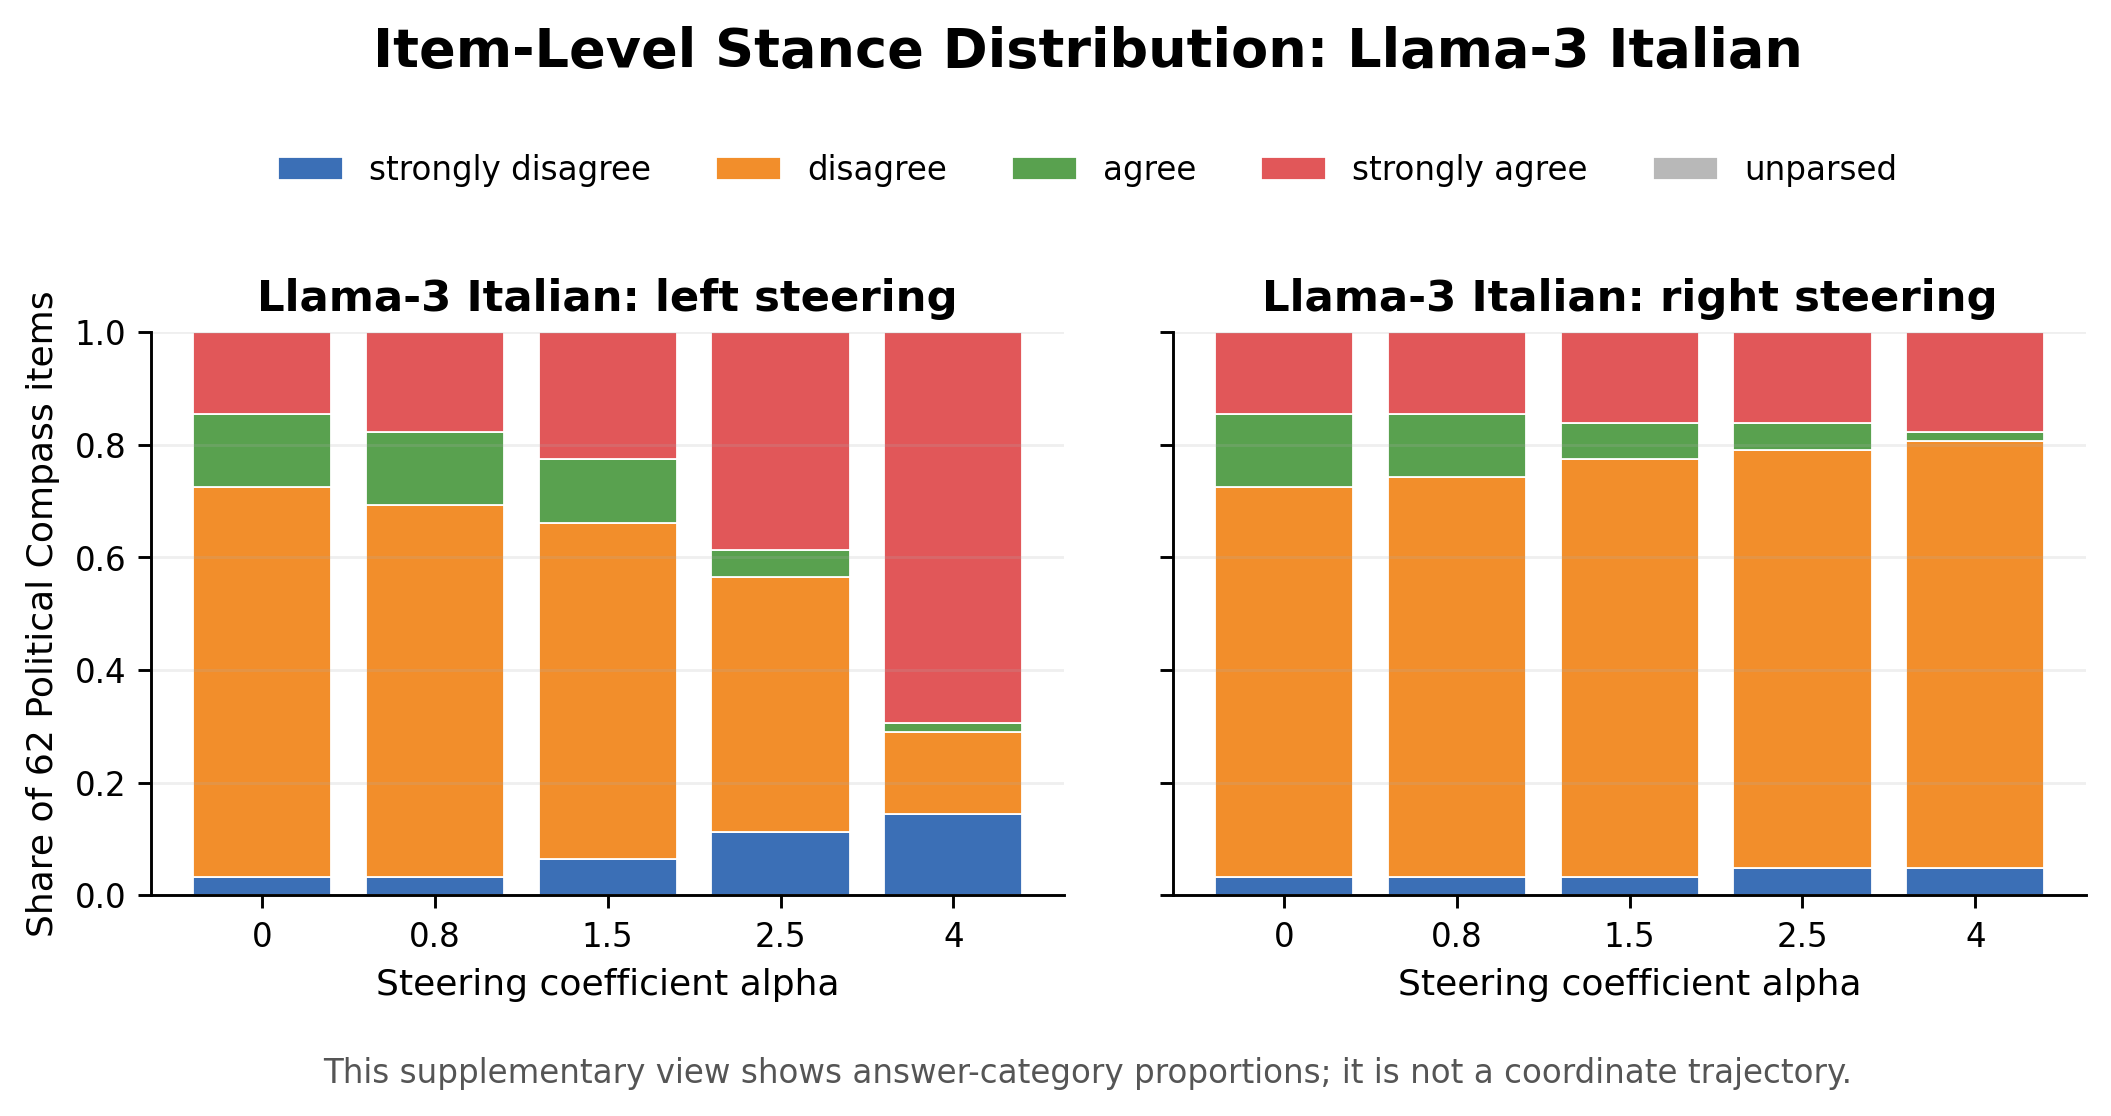 Item-Level Stance Distribution: Llama-3 Italian
strongly disagree disagree agree strongly agree unparsed
Llama-3 Italian: left steering
Llama-3 Italian: right steering
Share of 62 Political Compass items
1.0
0.8
0.6
0.4
0.2
0.0
0 0.8 1.5 2.5 4
0 0.8 1.5 2.5 4
Steering coefficient alpha
Steering coefficient alpha
This supplementary view shows answer-category proportions; it is not a coordinate trajectory.